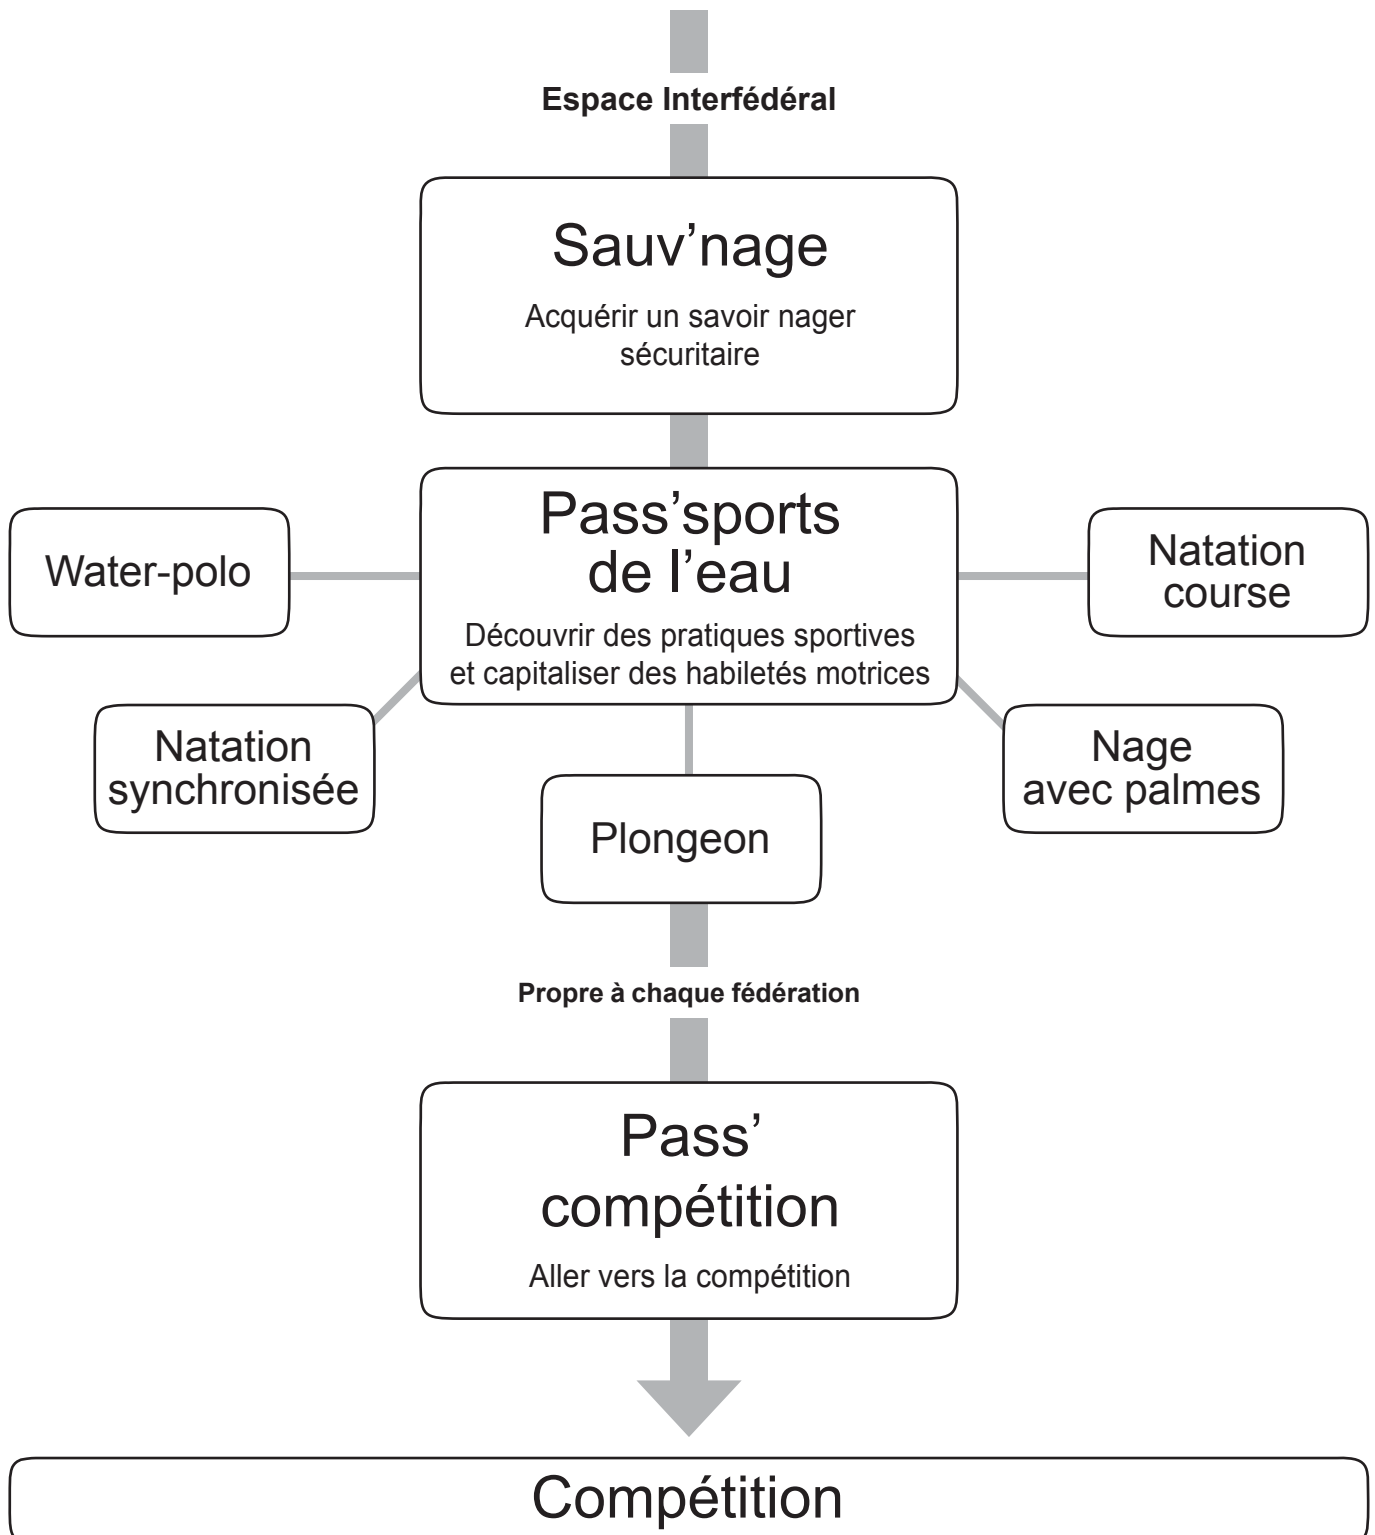 Espace Interfédéral
Sauv’nage
Acquérir un savoir nager
sécuritaire
Pass’sports
de l’eau
Découvrir des pratiques sportives
et capitaliser des habiletés motrices
Water-polo
Natation
course
Natation
synchronisée
Nage
avec palmes
Plongeon
Propre à chaque fédération
Pass’
compétition
Aller vers la compétition
Compétition